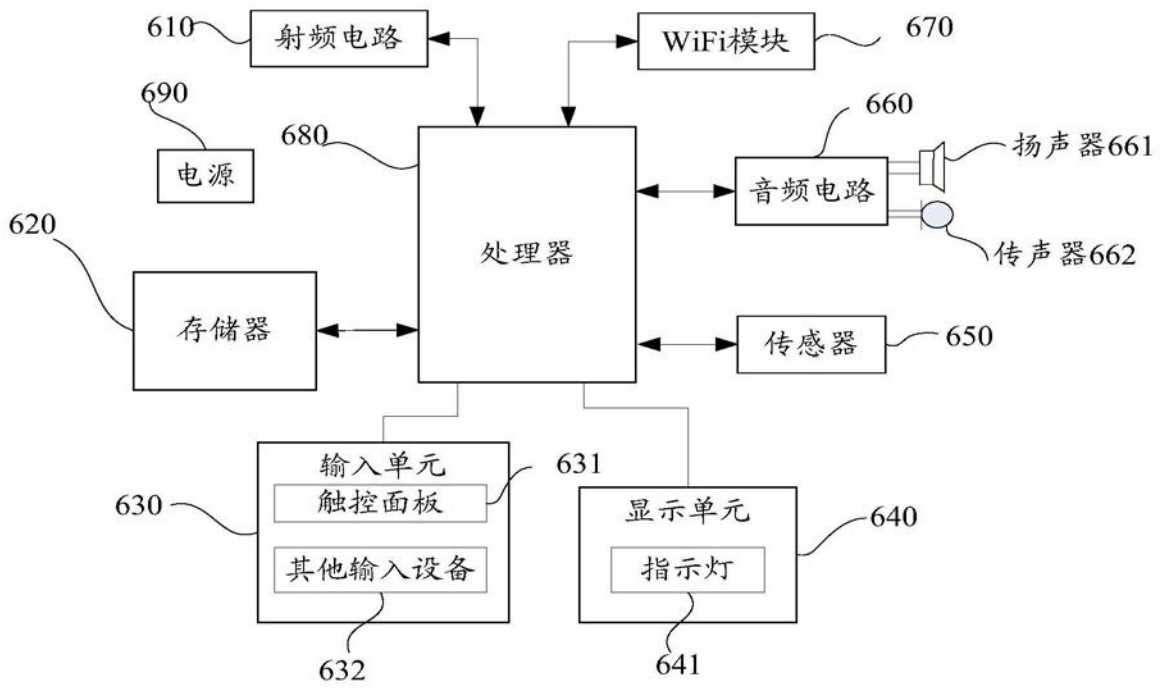 610
射频电路
WiFi模块
670
690
680
660
电源
音频电路
扬声器661
620
处理器
传声器662
存储器
传感器
650
输入单元
631
630
触控面板
显示单元
640
其他输入设备
指示灯
632
641